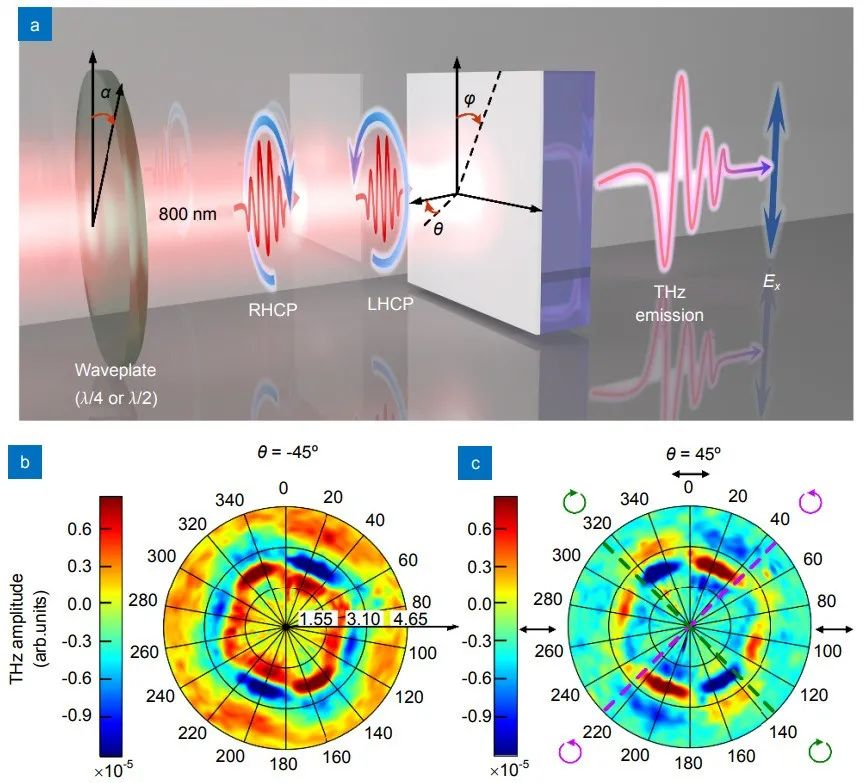 a
α
φ
800 nm
θ
RHCP
LHCP
THz
emission
Eₓ
Waveplate
(λ/4 or λ/2)
b
θ = -45º
c
θ = 45º
THz amplitude
(arb.units)
0.6
0.3
0.0
-0.3
-0.6
-0.9
×10⁻⁵
0
20
40
60
80
100
120
140
160
180
200
220
240
260
280
300
320
340
1.55 3.10 4.65
0.6
0.3
0.0
-0.3
-0.6
-0.9
×10⁻⁵
0
20
40
60
80
100
120
140
160
180
200
220
240
260
280
300
320
340